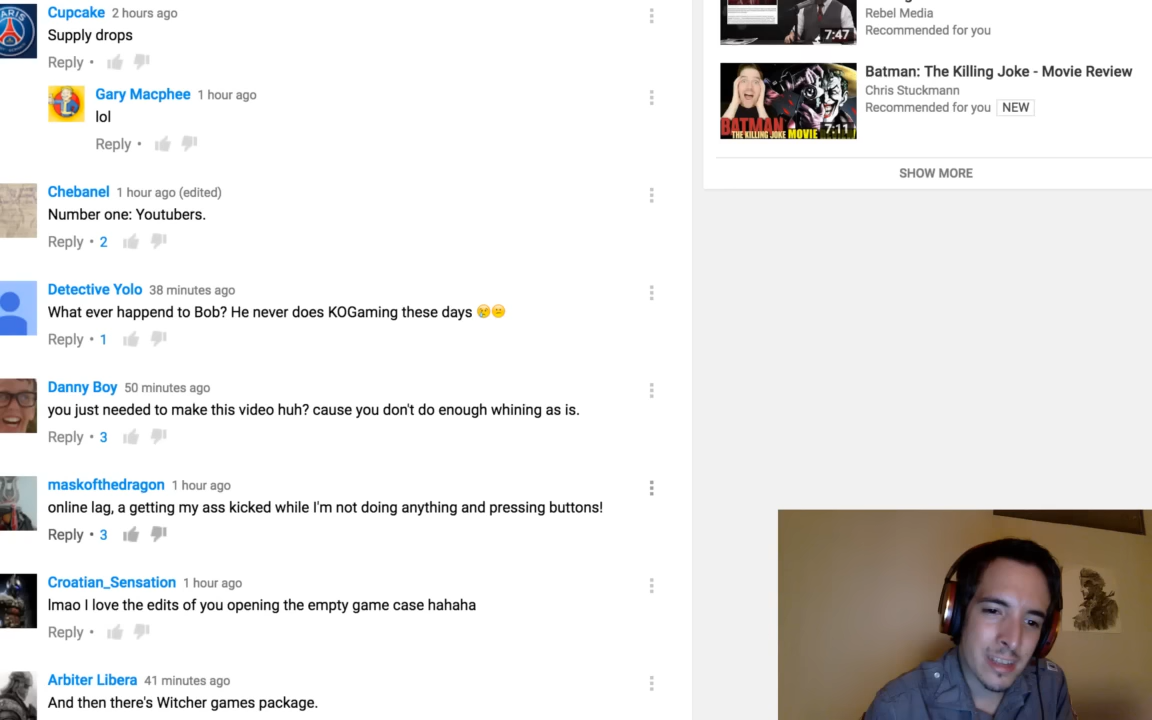 Cupcake 2 hours ago
Supply drops
Reply •
Gary Macphee 1 hour ago
lol
Reply •
Chebanel 1 hour ago (edited)
Number one: Youtubers.
Reply • 2
Detective Yolo 38 minutes ago
What ever happend to Bob? He never does KOGaming these days 😢😕
Reply • 1
Danny Boy 50 minutes ago
you just needed to make this video huh? cause you don't do enough whining as is.
Reply • 3
maskofthedragon 1 hour ago
online lag, a getting my ass kicked while I'm not doing anything and pressing buttons!
Reply • 3
Croatian_Sensation 1 hour ago
lmao I love the edits of you opening the empty game case hahaha
Reply •
Arbiter Libera 41 minutes ago
And then there's Witcher games package.
7:47
Rebel Media
Recommended for you
BATMAN
THE KILLING JOKE MOVIE
7:11
Batman: The Killing Joke - Movie Review
Chris Stuckmann
Recommended for you NEW
SHOW MORE